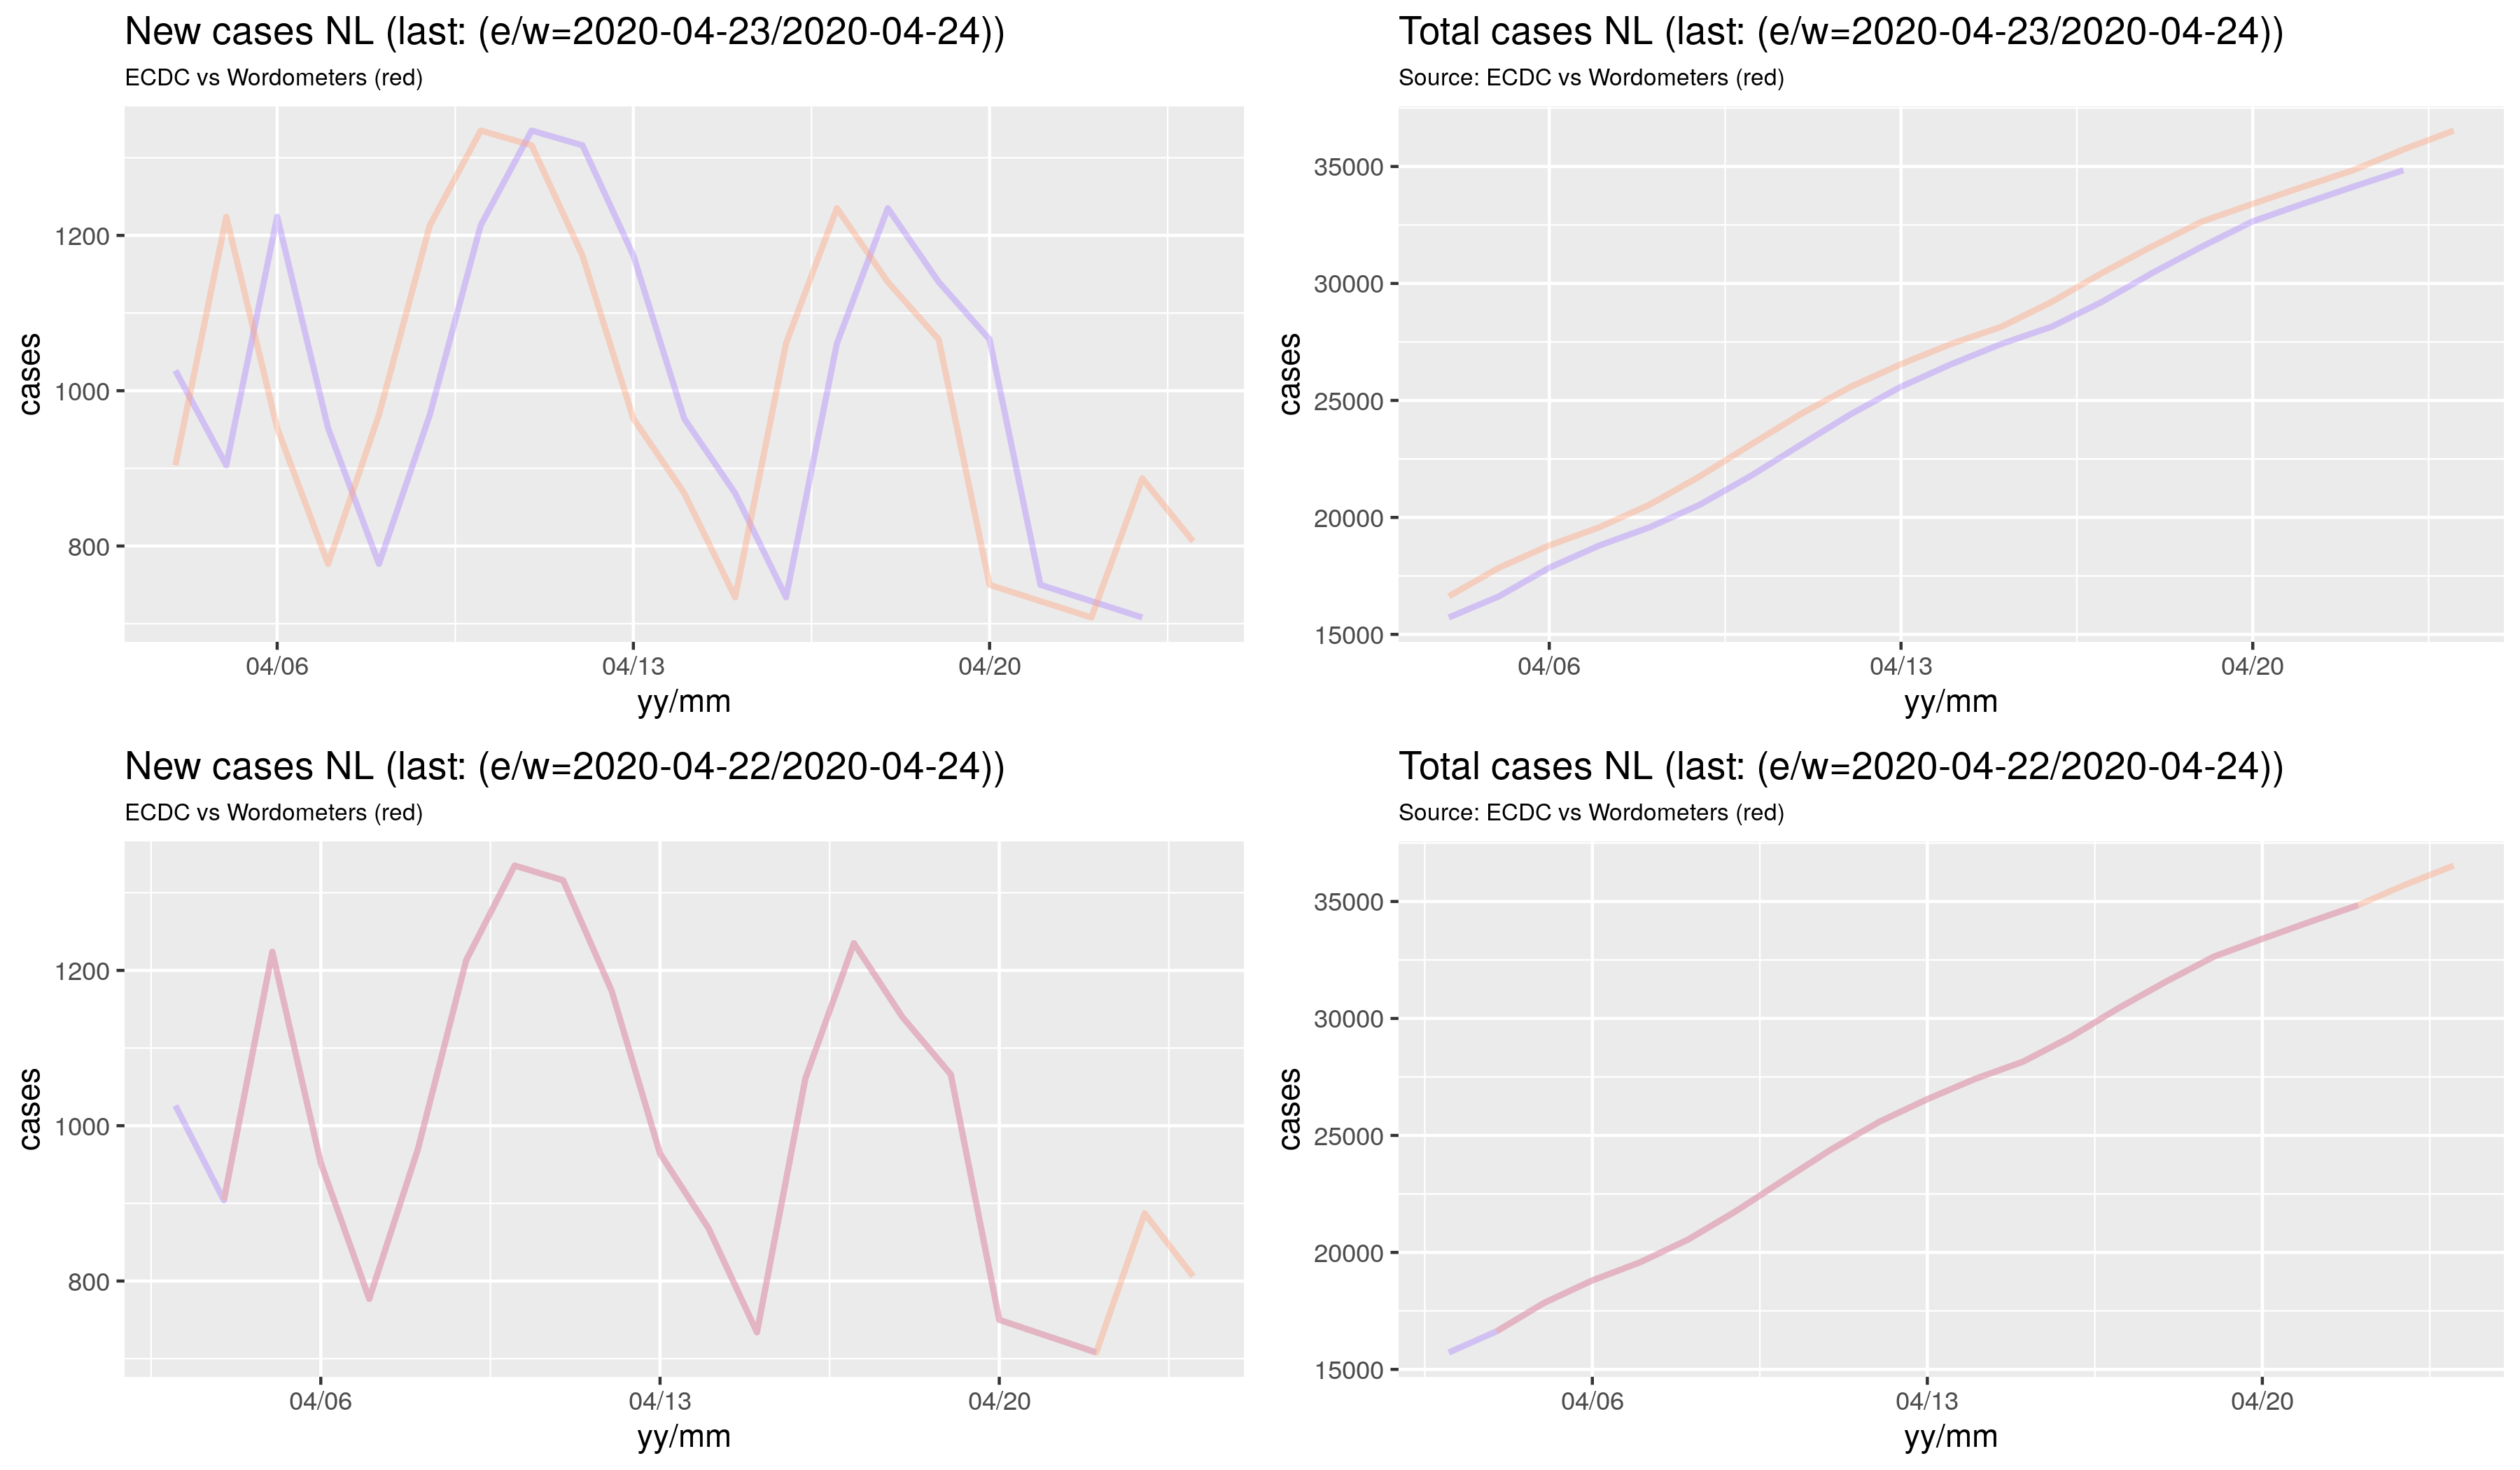 New cases NL (last: (e/w=2020-04-23/2020-04-24))
ECDC vs Wordometers (red)
cases
1200
1000
800
04/06 04/13 04/20
yy/mm
Total cases NL (last: (e/w=2020-04-23/2020-04-24))
Source: ECDC vs Wordometers (red)
cases
35000
30000
25000
20000
15000
04/06 04/13 04/20
yy/mm
New cases NL (last: (e/w=2020-04-22/2020-04-24))
ECDC vs Wordometers (red)
cases
1200
1000
800
04/06 04/13 04/20
yy/mm
Total cases NL (last: (e/w=2020-04-22/2020-04-24))
Source: ECDC vs Wordometers (red)
cases
35000
30000
25000
20000
15000
04/06 04/13 04/20
yy/mm